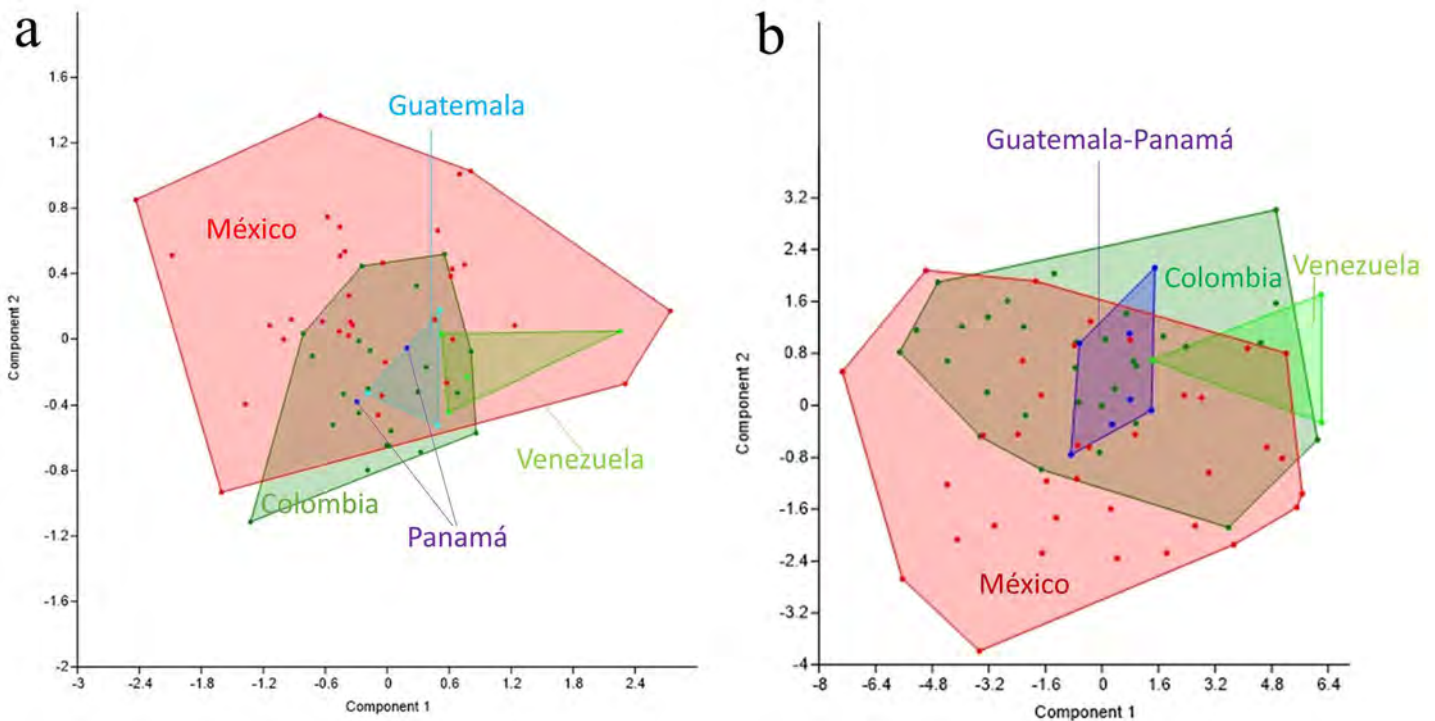 a
1.6
1.2
0.8
0.4
0
-0.4
-0.8
-1.2
-1.6
-2
-3
-2.4
-1.8
-1.2
-0.6
0
0.6
1.2
1.8
2.4
Component 2
Component 1
Guatemala
México
Venezuela
Colombia
Panamá
b
3.2
2.4
1.6
0.8
0
-0.8
-1.6
-2.4
-3.2
-4
-8
-6.4
-4.8
-3.2
-1.6
0
1.6
3.2
4.8
6.4
Component 2
Component 1
Guatemala-Panamá
Colombia
Venezuela
México